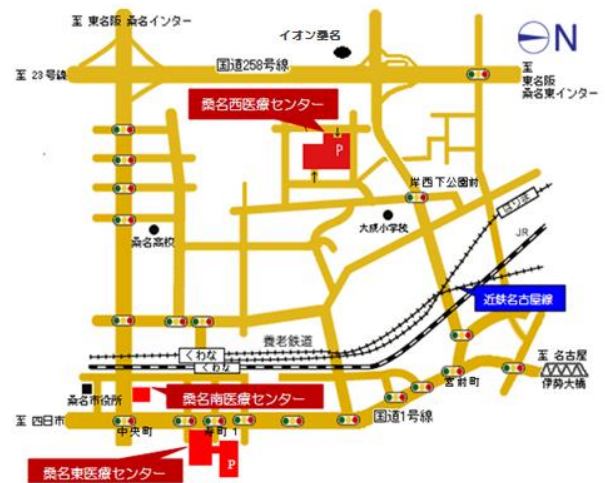 至 東名阪 桑名インター
イオン桑名
N
至 23号線
国道258号線
至
東名阪
桑名東インター
桑名西医療センター
P
岸西下公園前
はりま
大成小学校
桑名高校
JR
近鉄名古屋線
養老鉄道
くわな
くわな
至 名古屋
伊勢大橋
宮前町
桑名市役所
桑名南医療センター
国道1号線
至 四日市
中央町
寿町 1
桑名東医療センター
P